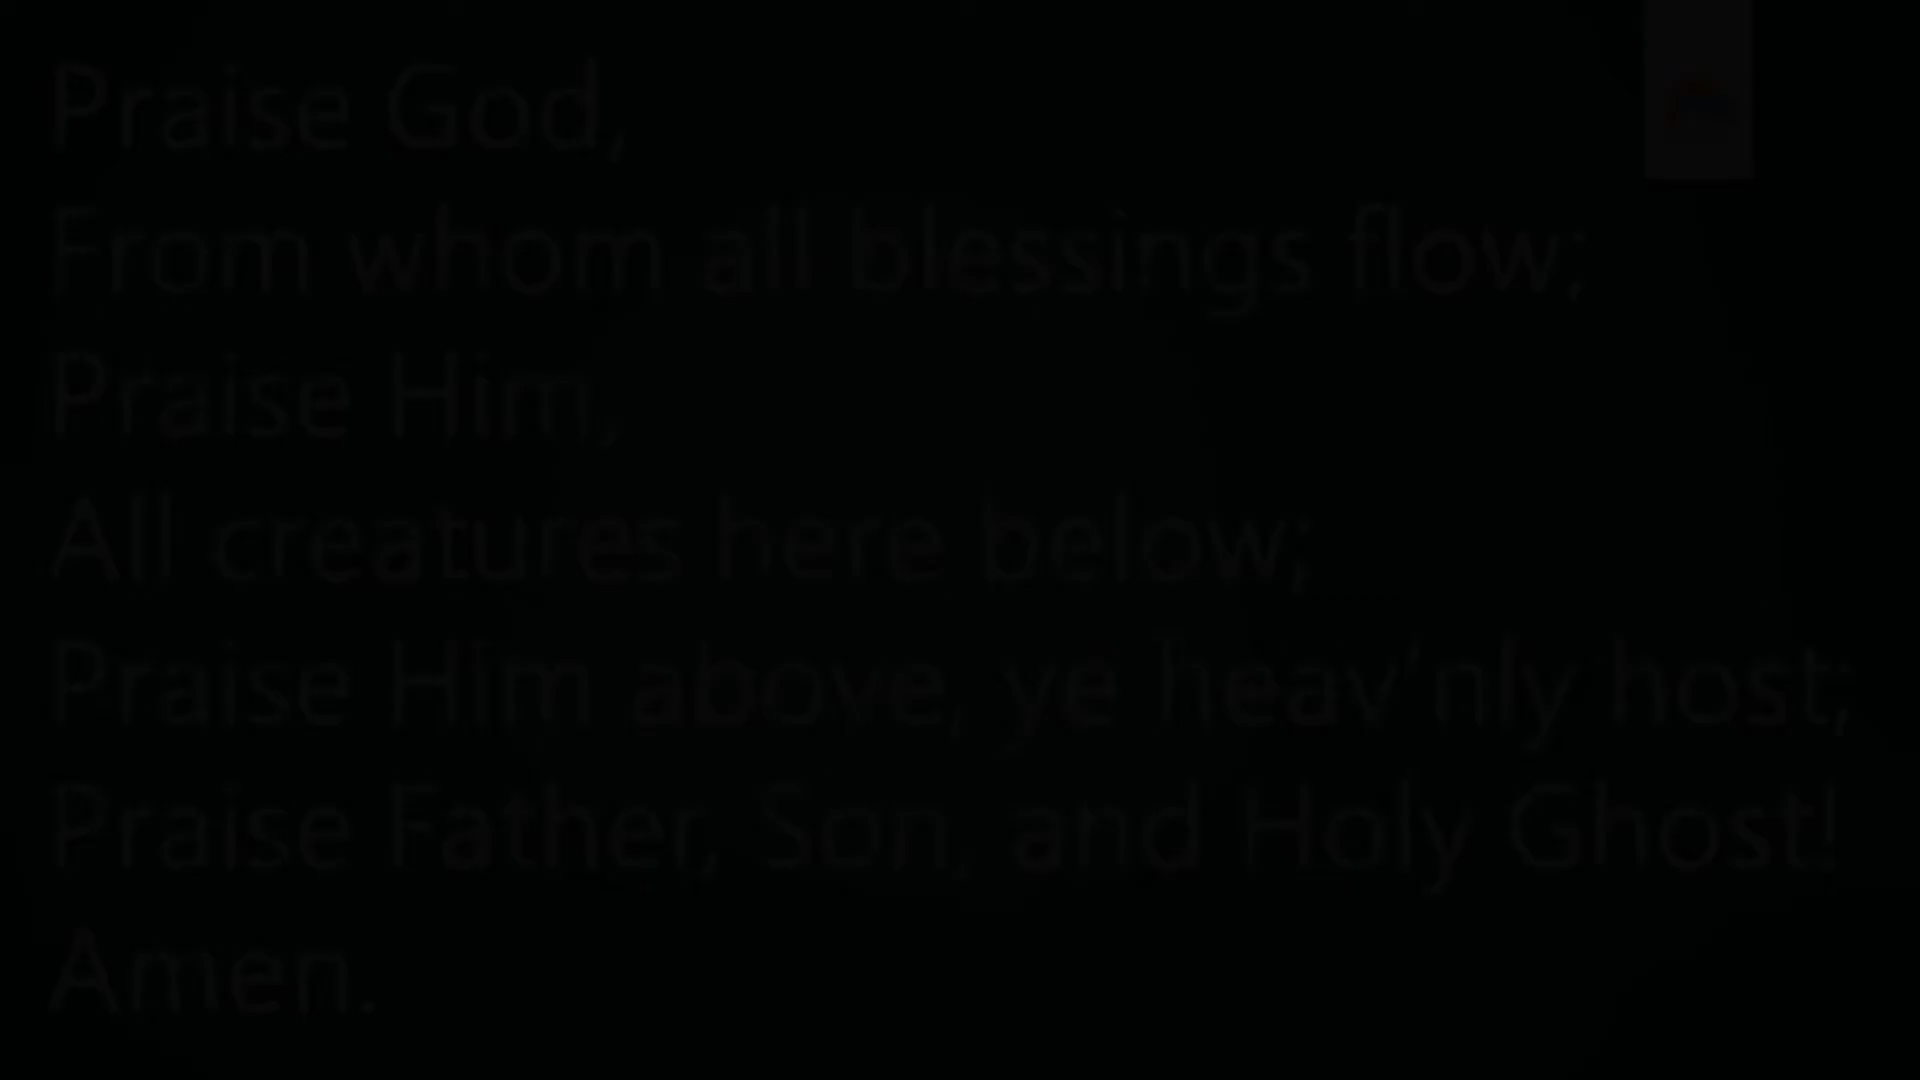 Praise God,
From whom all blessings flow;
Praise Him,
All creatures here below;
Praise Him above, ye heav'nly host;
Praise Father, Son, and Holy Ghost!
Amen.